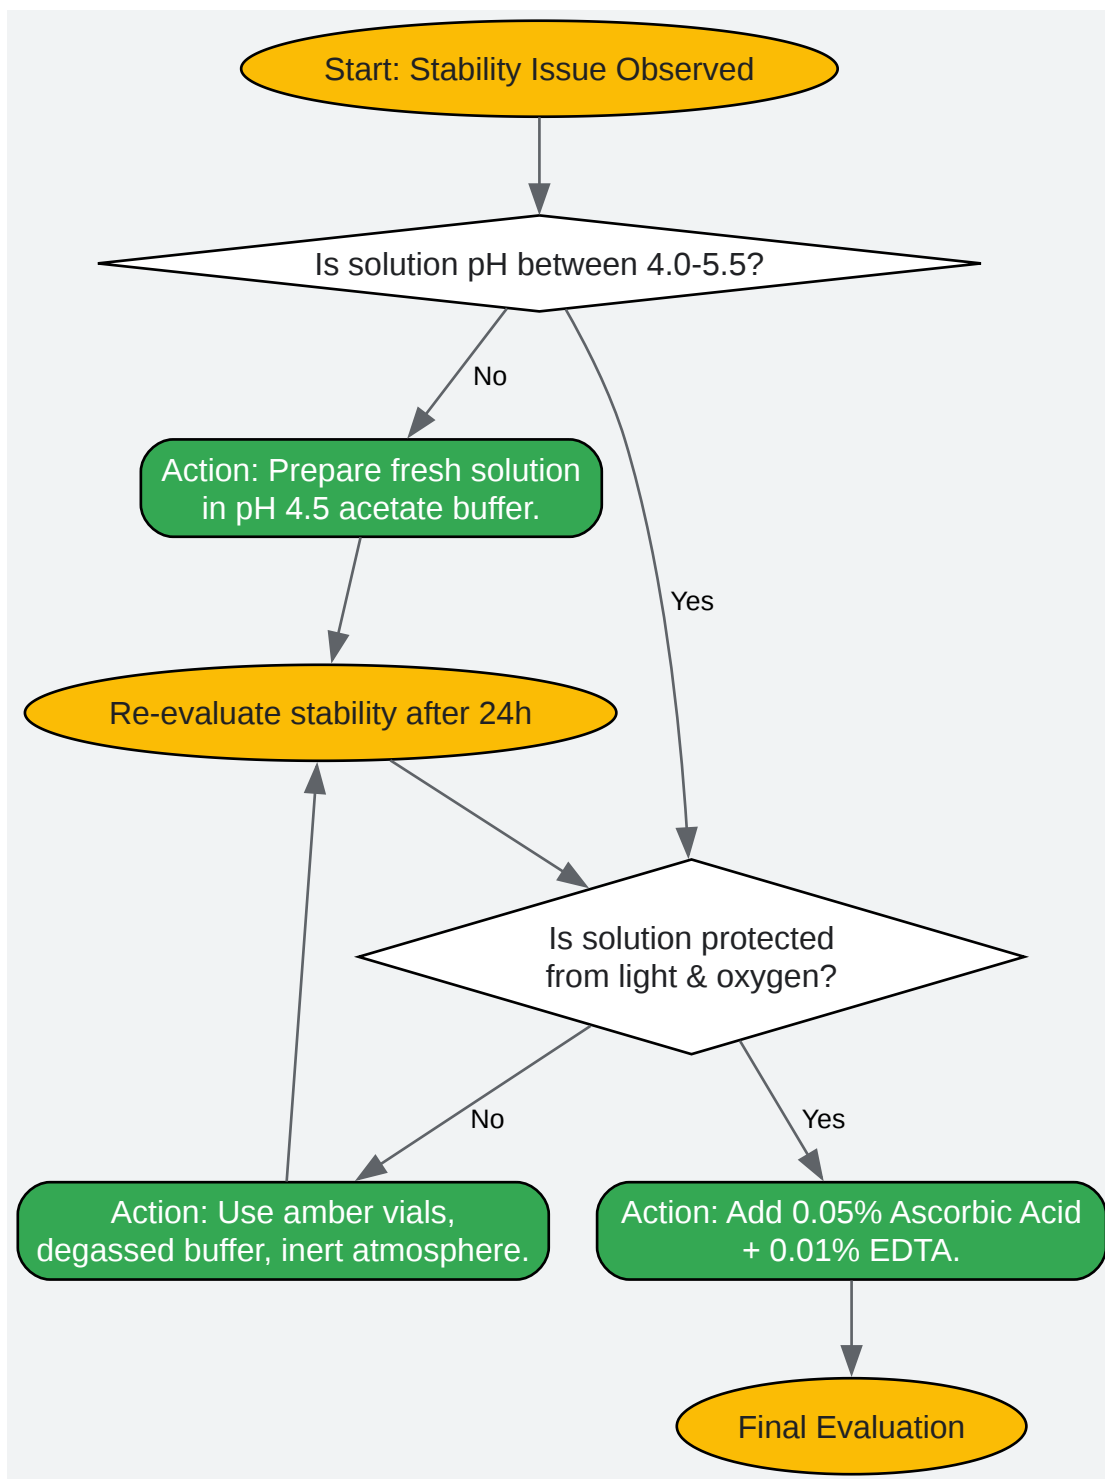 Start: Stability Issue Observed
Is solution pH between 4.0-5.5?
No
Action: Prepare fresh solution
in pH 4.5 acetate buffer.
Yes
Re-evaluate stability after 24h
Is solution protected
from light & oxygen?
No
Yes
Action: Use amber vials,
degassed buffer, inert atmosphere.
Action: Add 0.05% Ascorbic Acid
+ 0.01% EDTA.
Final Evaluation